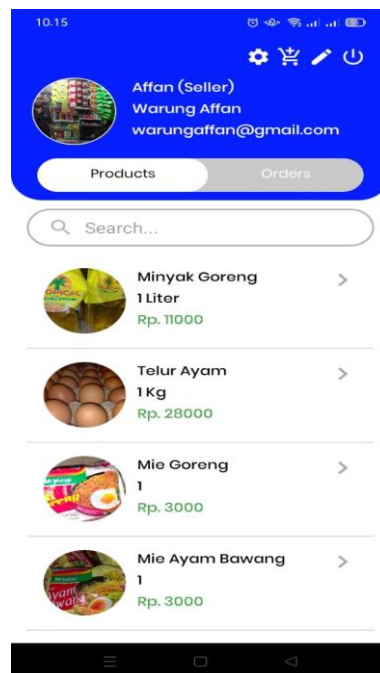 10.15
Affan (Seller)
Warung Affan
warungaffan@gmail.com
Products
Orders
Search...
Minyak Goreng
1 Liter
Rp. 11000
Telur Ayam
1 Kg
Rp. 28000
Mie Goreng
1
Rp. 3000
Mie Ayam Bawang
1
Rp. 3000